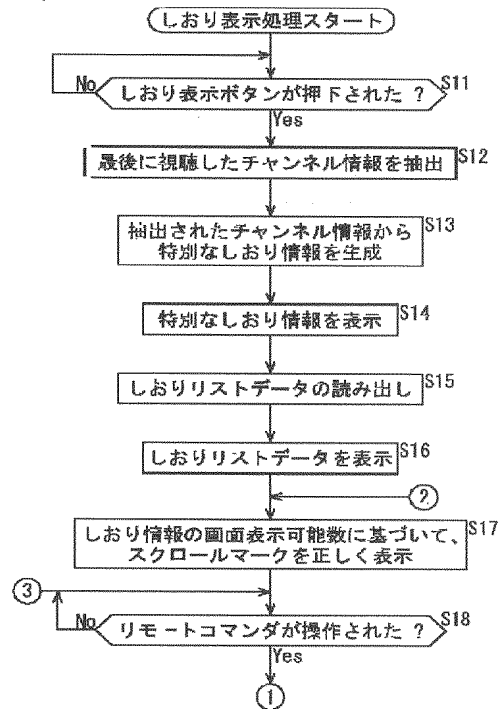 しおり表示処理スタート
No
しおり表示ボタンが押下された ?
S11
Yes
最後に視聴したチャンネル情報を抽出
S12
抽出されたチャンネル情報から
特別なしおり情報を生成
S13
特別なしおり情報を表示
S14
しおりリストデータの読み出し
S15
しおりリストデータを表示
S16
②
しおり情報の画面表示可能数に基づいて、
スクロールマークを正しく表示
S17
③
No
リモートコマンダが操作された ?
S18
Yes
①